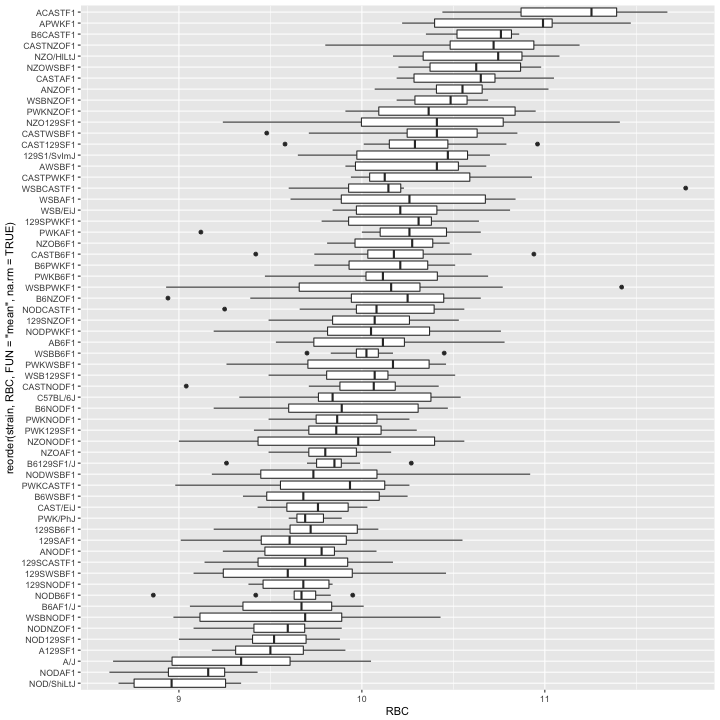 ACASTF1
APWKF1
B6CASTF1
CASTNZOF1
NZO/HlLtJ
NZOWSBF1
CASTAF1
ANZOF1
WSBNZOF1
PWKNZOF1
NZO129SF1
CASTWSBF1
CAST129SF1
129S1/SvImJ
AWSBF1
CASTPWKF1
WSBCASTF1
WSBAF1
WSB/EiJ
129SPWKF1
PWKAF1
NZOB6F1
CASTB6F1
B6PWKF1
PWKB6F1
WSBPWKF1
B6NZOF1
NODCASTF1
129SNZOF1
NODPWKF1
AB6F1
WSBB6F1
PWKWSBF1
WSB129SF1
CASTNODF1
C57BL/6J
B6NODF1
PWKNODF1
PWK129SF1
NZONODF1
NZOAF1
B6129SF1/J
NODWSBF1
PWKCASTF1
B6WSBF1
CAST/EiJ
PWK/PhJ
129SB6F1
129SAF1
ANODF1
129SCASTF1
129SWSBF1
129SNODF1
NODB6F1
B6AF1/J
WSBNODF1
NODNZOF1
NOD129SF1
A129SF1
A/J
NODAF1
NOD/ShiLtJ
reorder(strain, RBC, FUN = "mean", na.rm = TRUE)
9 10 11
RBC